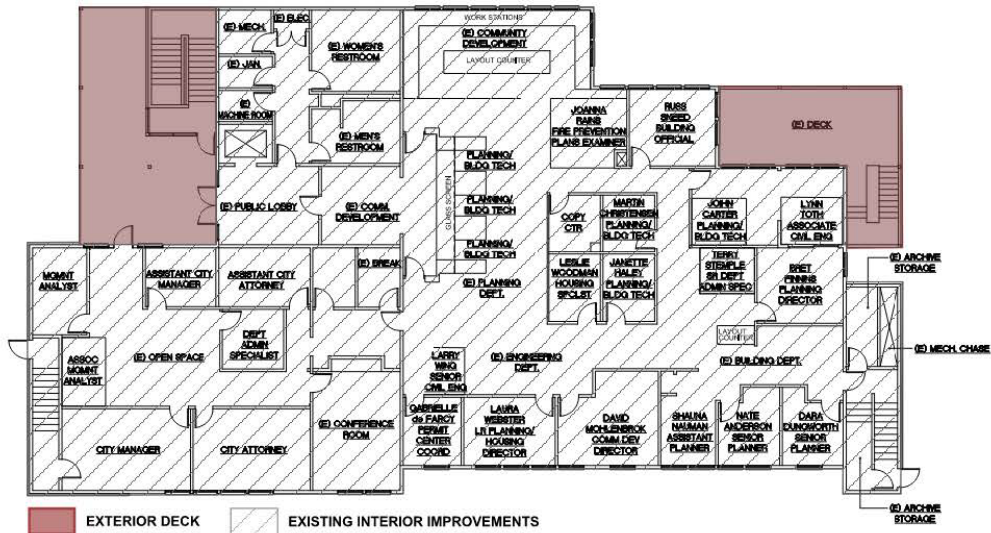 WORK STATIONS
(E) COMMUNITY
DEVELOPMENT
LAYOUT COUNTER
(E) MECH.
(E) ELEC.
(E) WOMEN'S
RESTROOM
(E) JAN.
(E)
MACHINE ROOM
(E) MEN'S
RESTROOM
JOANNA
RAINS
FIRE PREVENTION
PLANS EXAMINER
RUSS
SNEED
BUILDING
OFFICIAL
(E) DECK
PLANNING/
BLDG TECH
PLANNING/
BLDG TECH
PLANNING/
BLDG TECH
GLASS SCREEN
(E) PUBLIC LOBBY
(E) COMM.
DEVELOPMENT
COPY
CTR
MARTIN
CHRISTENSEN
PLANNING/
BLDG TECH
JOHN
CARTER
PLANNING/
BLDG TECH
LYNN
TOTH
ASSOCIATE
CIVIL ENG
MGMNT
ANALYST
ASSISTANT CITY
MANAGER
ASSISTANT CITY
ATTORNEY
(E) BREAK
(E) PLANNING
DEPT.
LESLIE
WOODMAN
HOUSING
SPCLST
JANETTE
HALEY
PLANNING/
BLDG TECH
TERRY
STEMPLE
SR DEPT
ADMIN SPEC
BRET
FINNINS
PLANNING
DIRECTOR
(E) ARCHIVE
STORAGE
LAYOUT
COUNTER
(E) MECH. CHASE
ASSOC
MGMNT
ANALYST
(E) OPEN SPACE
DEPT
ADMIN
SPECIALIST
LARRY
WING
SENIOR
CIVIL ENG
(E) ENGINEERING
DEPT.
(E) BUILDING DEPT.
CITY MANAGER
CITY ATTORNEY
(E) CONFERENCE
ROOM
GABRIELLE
de FARCY
PERMIT
CENTER
COORD
LAURA
WEBSTER
LR PLANNING/
HOUSING
DIRECTOR
DAVID
MOHLENBROK
COMM DEV
DIRECTOR
SHAUNA
NAUMAN
ASSISTANT
PLANNER
NATE
ANDERSON
SENIOR
PLANNER
DARA
DUNGWORTH
SENIOR
PLANNER
(E) ARCHIVE
STORAGE
EXTERIOR DECK
EXISTING INTERIOR IMPROVEMENTS